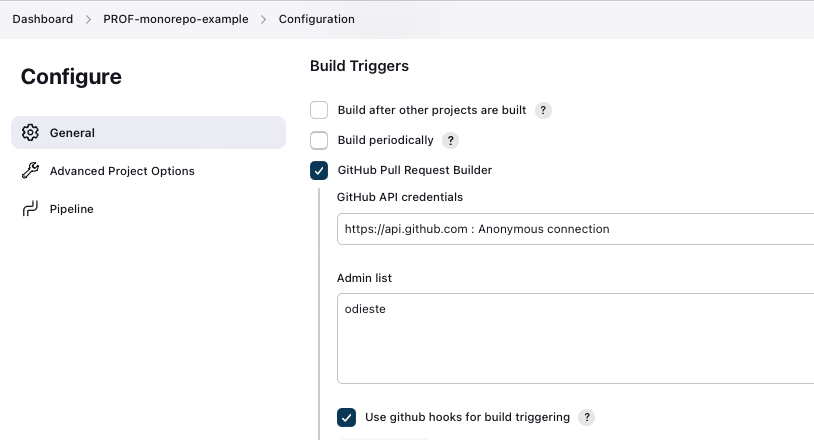 Dashboard > PROF-monorepo-example > Configuration
Configure
General
Advanced Project Options
Pipeline
Build Triggers
Build after other projects are built ?
Build periodically ?
GitHub Pull Request Builder
GitHub API credentials
https://api.github.com : Anonymous connection
Admin list
odieste
Use github hooks for build triggering ?